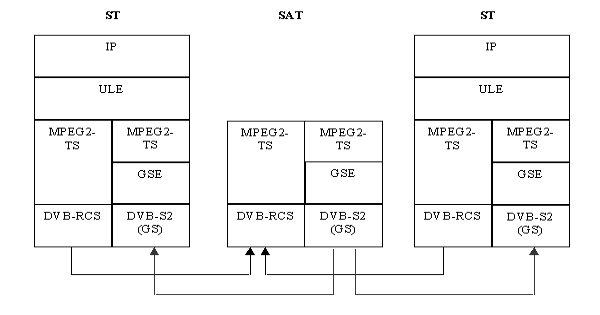 ST SAT ST
IP IP
ULE ULE
MPEG2-
TS
MPEG2-
TS
GSE
DVB-RCS
DVB-S2
(GS)
MPEG2-
TS
MPEG2-
TS
GSE
DVB-RCS
DVB-S2
(GS)
MPEG2-
TS
MPEG2-
TS
GSE
DVB-RCS
DVB-S2
(GS)